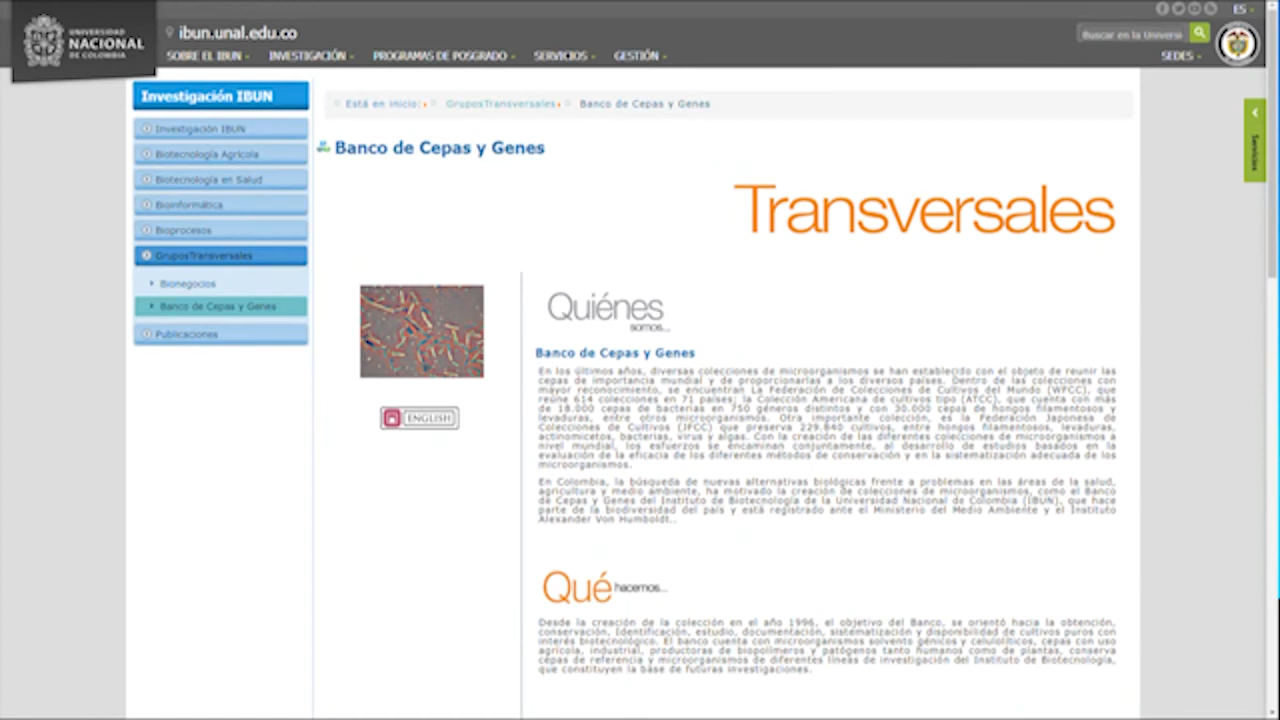 UNIVERSIDAD
NACIONAL
DE COLOMBIA
ibun.unal.edu.co
ES
Buscar en la Universi
SOBRE EL IBUN
INVESTIGACIÓN
PROGRAMAS DE POSGRADO
SERVICIOS
GESTIÓN
SEDES
Servicios
Investigación IBUN
Investigación IBUN
Biotecnología Agrícola
Biotecnología en Salud
Bioinformática
Bioprocesos
GruposTransversales
Bionegocios
Banco de Cepas y Genes
Publicaciones
Está en inicio: GruposTransversales Banco de Cepas y Genes
Banco de Cepas y Genes
Transversales
ENGLISH
Quiénes
somos...
Banco de Cepas y Genes
En los últimos años, diversas colecciones de microorganismos se han establecido con el objeto de reunir las
cepas de importancia mundial y de proporcionarlas a los diversos países. Dentro de las colecciones con
mayor reconocimiento, se encuentran La Federación de Colecciones de Cultivos del Mundo (WFCC), que
reúne 614 colecciones en 71 países; la Colección Americana de cultivos tipo (ATCC), que cuenta con más
de 18.000 cepas de bacterias en 750 géneros distintos y con 30.000 cepas de hongos filamentosos y
levaduras, entre otros microorganismos. Otra importante colección, es la Federación Japonesa de
Colecciones de Cultivos (JFCC) que preserva 229.840 cultivos, entre hongos filamentosos, levaduras,
actinomicetos, bacterias, virus y algas. Con la creación de las diferentes colecciones de microorganismos a
nivel mundial, los esfuerzos se encaminan conjuntamente, al desarrollo de estudios basados en la
evaluación de la eficacia de los diferentes métodos de conservación y en la sistematización adecuada de los
microorganismos.
En Colombia, la búsqueda de nuevas alternativas biológicas frente a problemas en las áreas de la salud,
agricultura y medio ambiente, ha motivado la creación de colecciones de microorganismos, como el Banco
de Cepas y Genes del Instituto de Biotecnología de la Universidad Nacional de Colombia (IBUN), que hace
parte de la biodiversidad del país y está registrado ante el Ministerio del Medio Ambiente y el Instituto
Alexander Von Humboldt..
Qué hacemos...
Desde la creación de la colección en el año 1996, el objetivo del Banco, se orientó hacia la obtención,
conservación, identificación, estudio, documentación, sistematización y disponibilidad de cultivos puros con
interés biotecnológico. El banco cuenta con microorganismos solvento génicos y celulolíticos, cepas con uso
agrícola, industrial, productoras de biopolímeros y patógenos tanto humanos como de plantas, conserva
cepas de referencia y microorganismos de diferentes líneas de investigación del Instituto de Biotecnología,
que constituyen la base de futuras investigaciones.